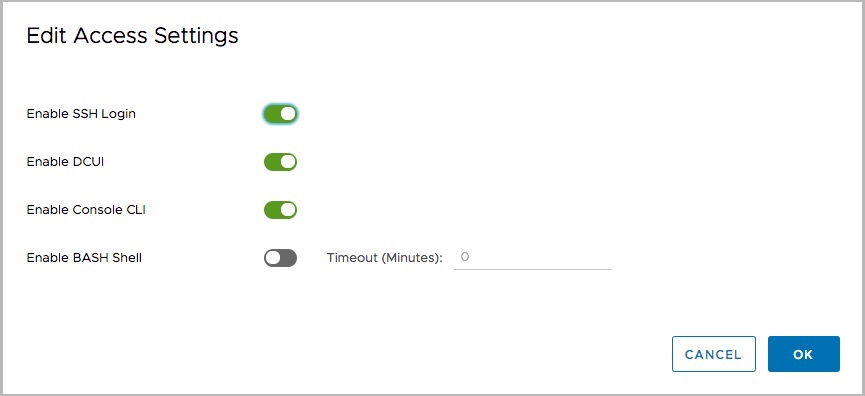 Edit Access Settings
Enable SSH Login
Enable DCUI
Enable Console CLI
Enable BASH Shell Timeout (Minutes): 0
CANCEL OK